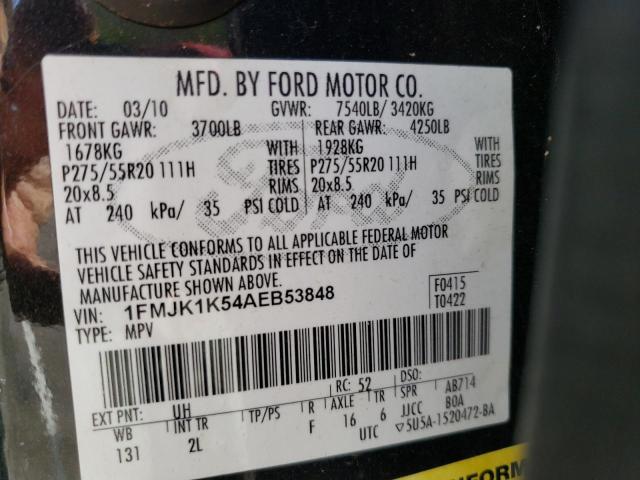 MFD. BY FORD MOTOR CO.
DATE: 03/10 GVWR: 7540LB/ 3420KG
FRONT GAWR: 3700LB REAR GAWR: 4250LB
1678KG WITH 1928KG WITH
P275/55R20 111H TIRES P275/55R20 111H TIRES
20x8.5 RIMS 20x8.5 RIMS
AT 240 kPa/ 35 PSI COLD AT 240 kPa/ 35 PSI COLD
Ford
THIS VEHICLE CONFORMS TO ALL APPLICABLE FEDERAL MOTOR
VEHICLE SAFETY STANDARDS IN EFFECT ON THE DATE OF
MANUFACTURE SHOWN ABOVE.
VIN: 1FMJK1K54AEB53848
TYPE: MPV
F0415
T0422
EXT PNT: UH RC: 52 DSO:
WB INT TR TP/PS R AXLE TR SPR AB714
131 2L F 16 6 JJCC B0A
UTC ▽5U5A-1520472-BA
INFORM